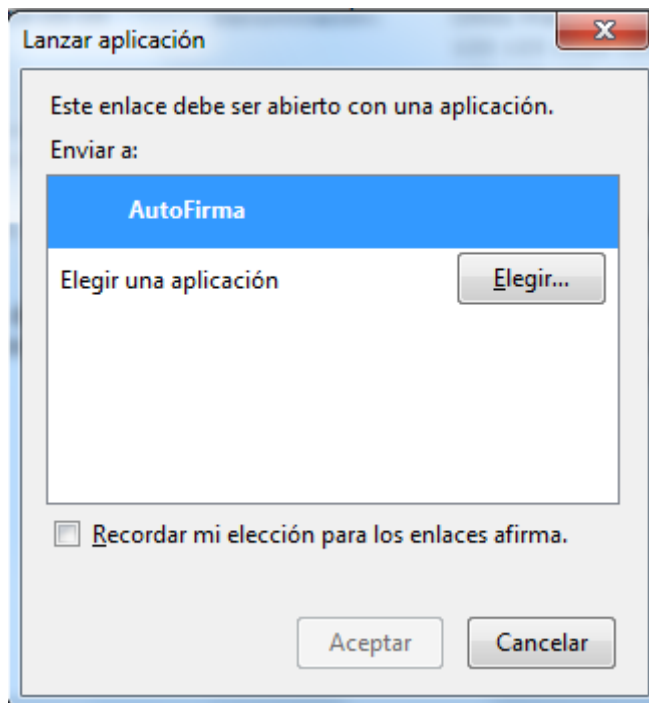 Lanzar aplicación
Este enlace debe ser abierto con una aplicación.
Enviar a:
AutoFirma
Elegir una aplicación
Elegir...
Recordar mi elección para los enlaces afirma.
Aceptar
Cancelar